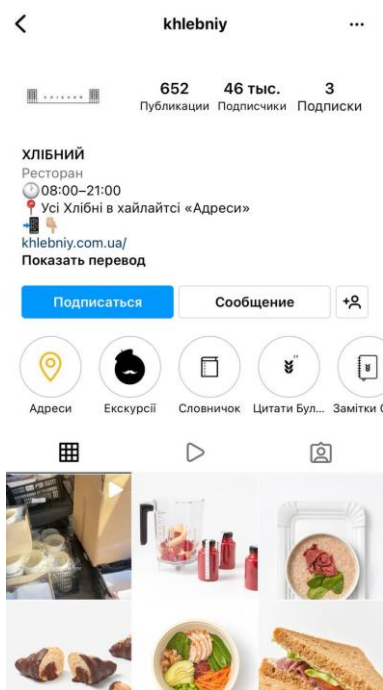 khlebniy
652 46 тыс. 3
Публикации Подписчики Подписки
ХЛІБНИЙ
Ресторан
08:00–21:00
Усі Хлібні в хайлайтсі «Адреси»
khlebniy.com.ua/
Показать перевод
Подписаться Сообщение
Адреси Екскурсії Словничок Цитати Бул... Замітки